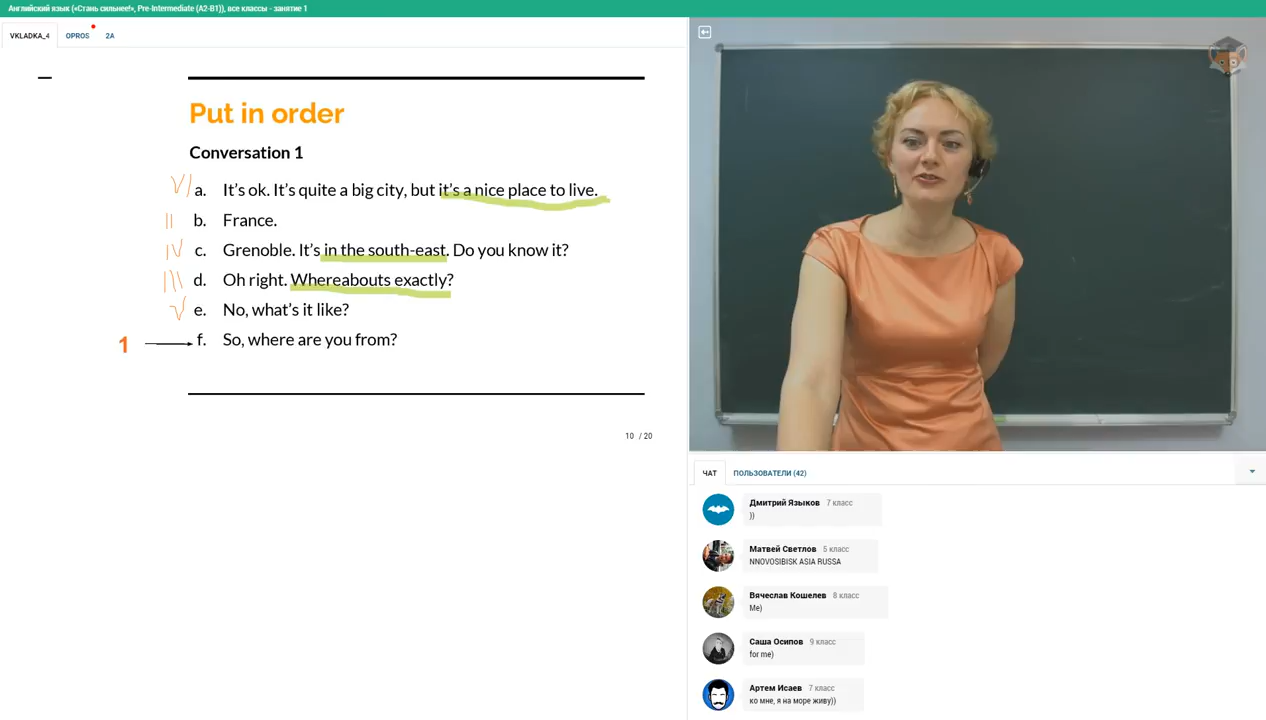 Английский язык («Стань сильнее!», Pre-Intermediate (A2-B1)), все классы - занятие 1
VKLADKA_4 OPROS 2A
Put in order
Conversation 1
VI a. It's ok. It's quite a big city, but it's a nice place to live.
II b. France.
IV c. Grenoble. It's in the south-east. Do you know it?
III d. Oh right. Whereabouts exactly?
V e. No, what's it like?
1 f. So, where are you from?
10 / 20
ЧАТ ПОЛЬЗОВАТЕЛИ (42)
Дмитрий Языков 7 класс
))
Матвей Светлов 5 класс
NNOVOSIBISK ASIA RUSSA
Вячеслав Кошелев 8 класс
Me)
Саша Осипов 9 класс
for me)
Артем Исаев 7 класс
ко мне, я на море живу))